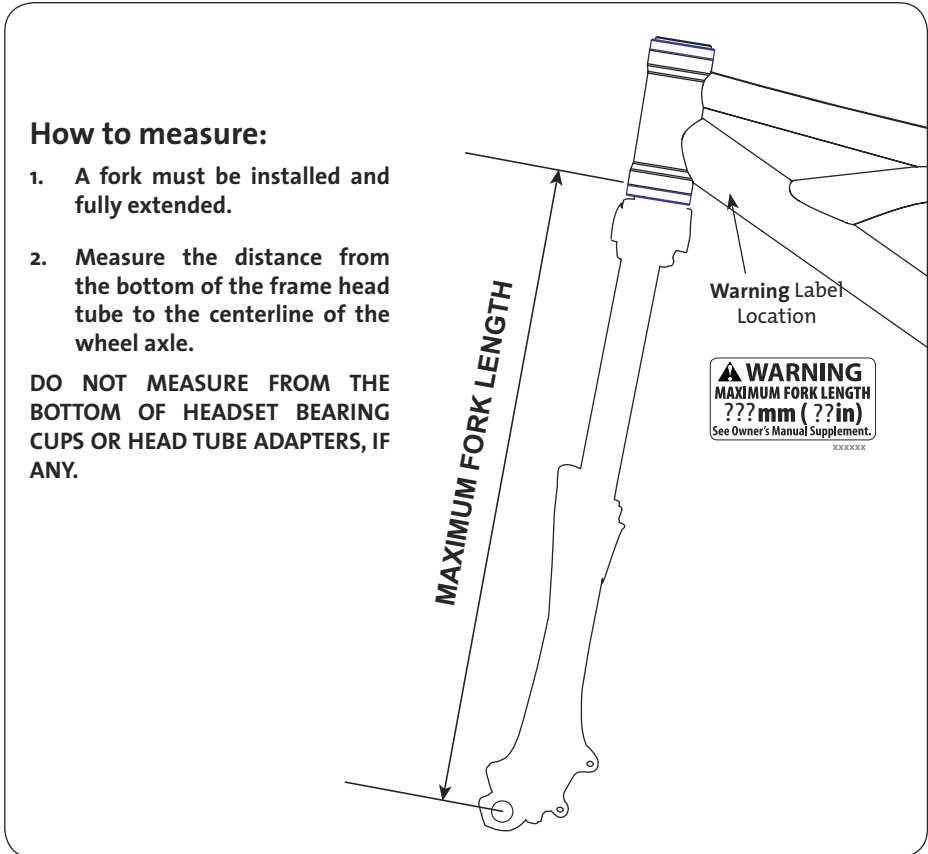 How to measure:
1. A fork must be installed and
fully extended.
2. Measure the distance from
the bottom of the frame head
tube to the centerline of the
wheel axle.
DO NOT MEASURE FROM THE
BOTTOM OF HEADSET BEARING
CUPS OR HEAD TUBE ADAPTERS, IF
ANY.
MAXIMUM FORK LENGTH
Warning Label
Location
WARNING
MAXIMUM FORK LENGTH
???mm ( ??in)
See Owner's Manual Supplement.
xxxxxx